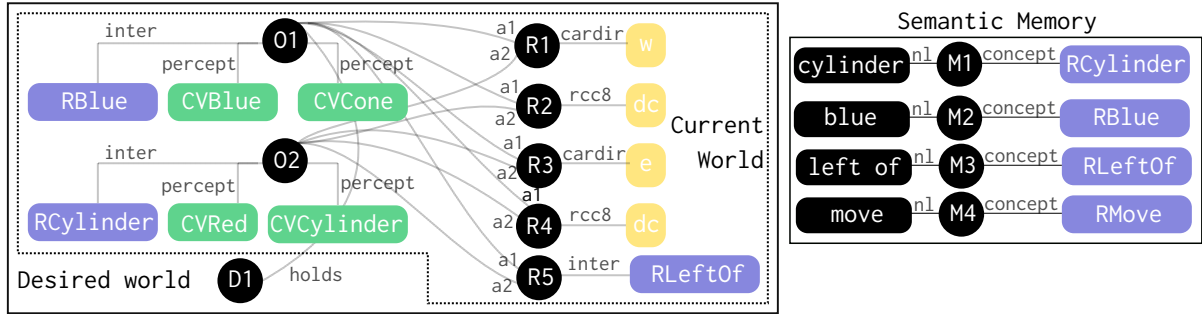 inter
O1
percept
percept
RBlue
CVBlue
CVCone
inter
O2
percept
percept
RCylinder
CVRed
CVCylinder
Desired world
D1
holds
a1
a2
R1
cardir
w
a1
a2
R2
rcc8
dc
Current
World
a1
a2
R3
cardir
e
a1
a2
R4
rcc8
dc
a1
a2
R5
inter
RLeftOf
Semantic Memory
cylinder
nl
M1
concept
RCylinder
blue
nl
M2
concept
RBlue
left of
nl
M3
concept
RLeftOf
move
nl
M4
concept
RMove